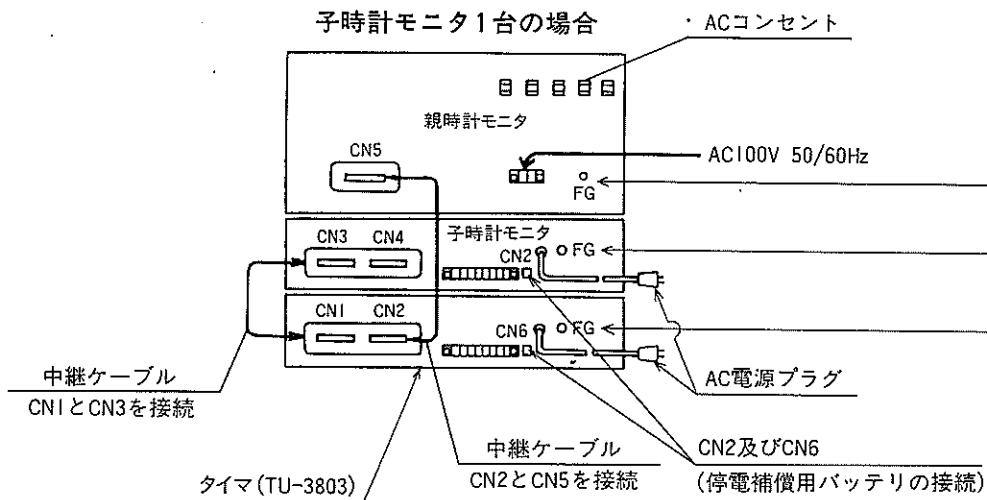 子時計モニタ1台の場合
・ACコンセント
親時計モニタ
CN5
AC100V 50/60Hz
FG
子時計モニタ
CN3 CN4
CN2
FG
CN1 CN2
CN6
FG
中継ケーブル
CN1とCN3を接続
AC電源プラグ
中継ケーブル
CN2とCN5を接続
CN2及びCN6
(停電補償用バッテリの接続)
タイマ(TU-3803)